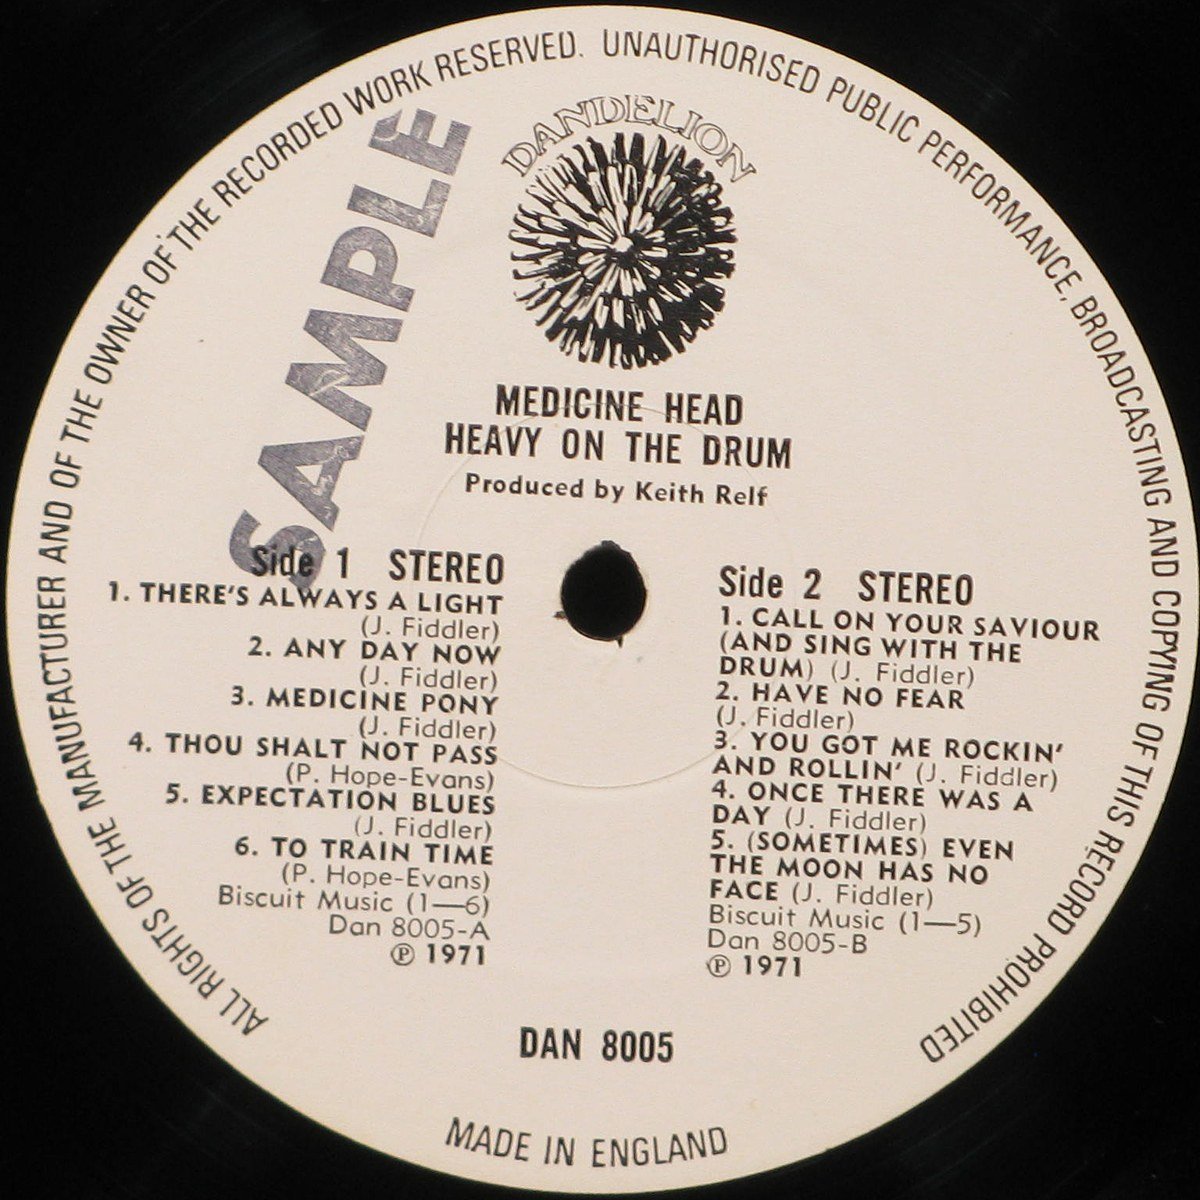 ALL RIGHTS OF THE MANUFACTURER AND OF THE OWNER OF THE RECORDED WORK RESERVED. UNAUTHORISED PUBLIC PERFORMANCE, BROADCASTING AND COPYING OF THIS RECORD PROHIBITED
DANDELION
SAMPLE
MEDICINE HEAD
HEAVY ON THE DRUM
Produced by Keith Relf
Side 1 STEREO
1. THERE'S ALWAYS A LIGHT
(J. Fiddler)
2. ANY DAY NOW
(J. Fiddler)
3. MEDICINE PONY
(J. Fiddler)
4. THOU SHALT NOT PASS
(P. Hope-Evans)
5. EXPECTATION BLUES
(J. Fiddler)
6. TO TRAIN TIME
(P. Hope-Evans)
Biscuit Music (1—6)
Dan 8005-A
℗ 1971
Side 2 STEREO
1. CALL ON YOUR SAVIOUR
(AND SING WITH THE
DRUM) (J. Fiddler)
2. HAVE NO FEAR
(J. Fiddler)
3. YOU GOT ME ROCKIN'
AND ROLLIN' (J. Fiddler)
4. ONCE THERE WAS A
DAY (J. Fiddler)
5. (SOMETIMES) EVEN
THE MOON HAS NO
FACE (J. Fiddler)
Biscuit Music (1—5)
Dan 8005-B
℗ 1971
DAN 8005
MADE IN ENGLAND